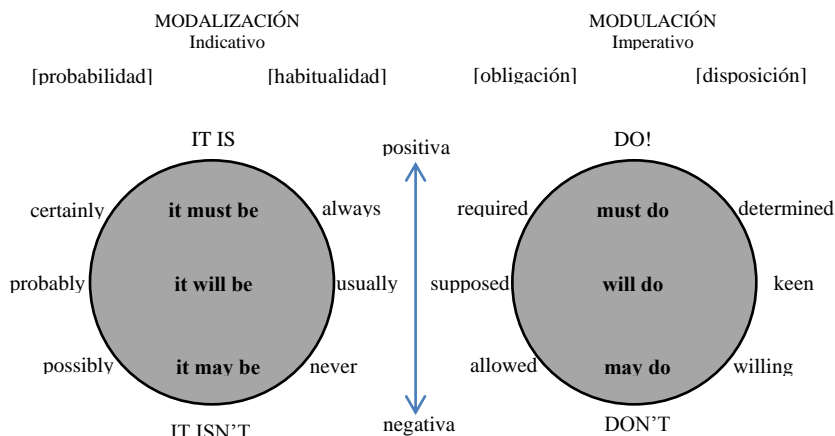 MODALIZACIÓN MODULACIÓN
Indicativo Imperativo
[probabilidad] [habitualidad] [obligación] [disposición]
IT IS positiva DO!
certainly it must be always required must do determined
probably it will be usually supposed will do keen
possibly it may be never allowed may do willing
IT ISN'T negativa DON'T